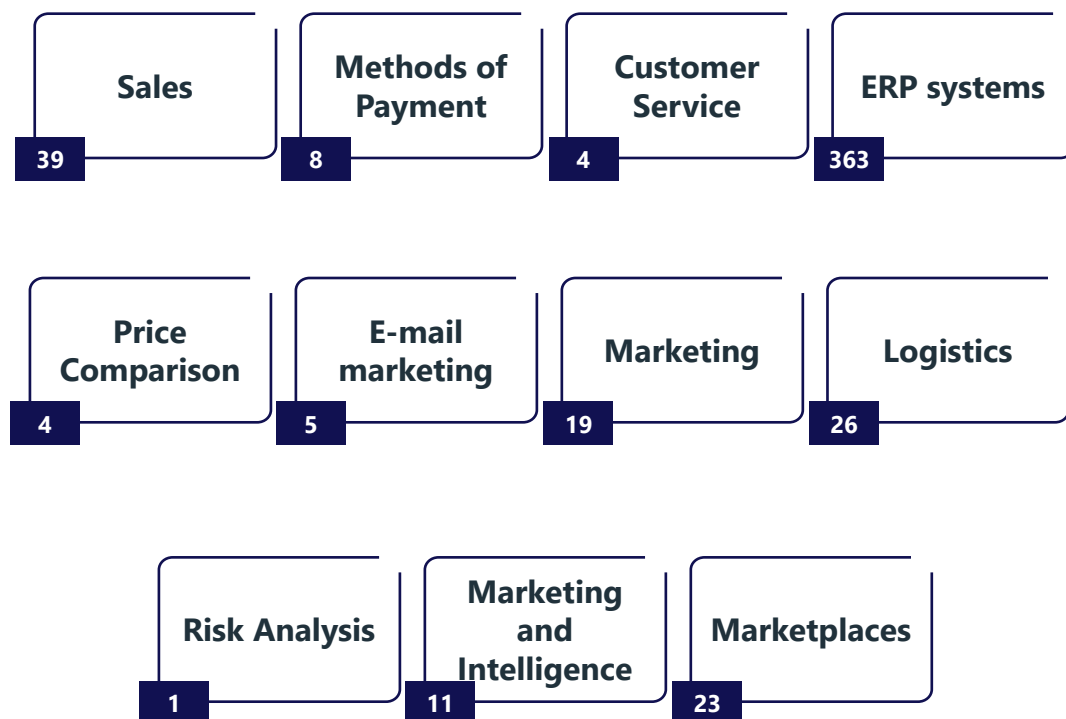 Sales
39
Methods of
Payment
8
Customer
Service
4
ERP systems
363
Price
Comparison
4
E-mail
marketing
5
Marketing
19
Logistics
26
Risk Analysis
1
Marketing
and
Intelligence
11
Marketplaces
23